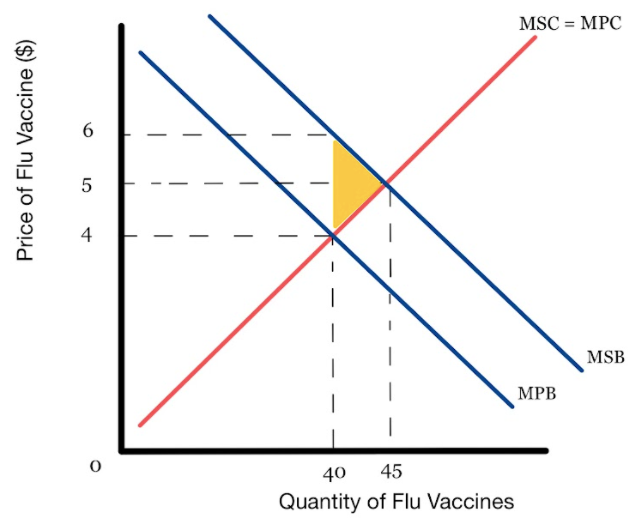 MSC = MPC
Price of Flu Vaccine ($)
6
5
4
MSB
MPB
0
40
45
Quantity of Flu Vaccines